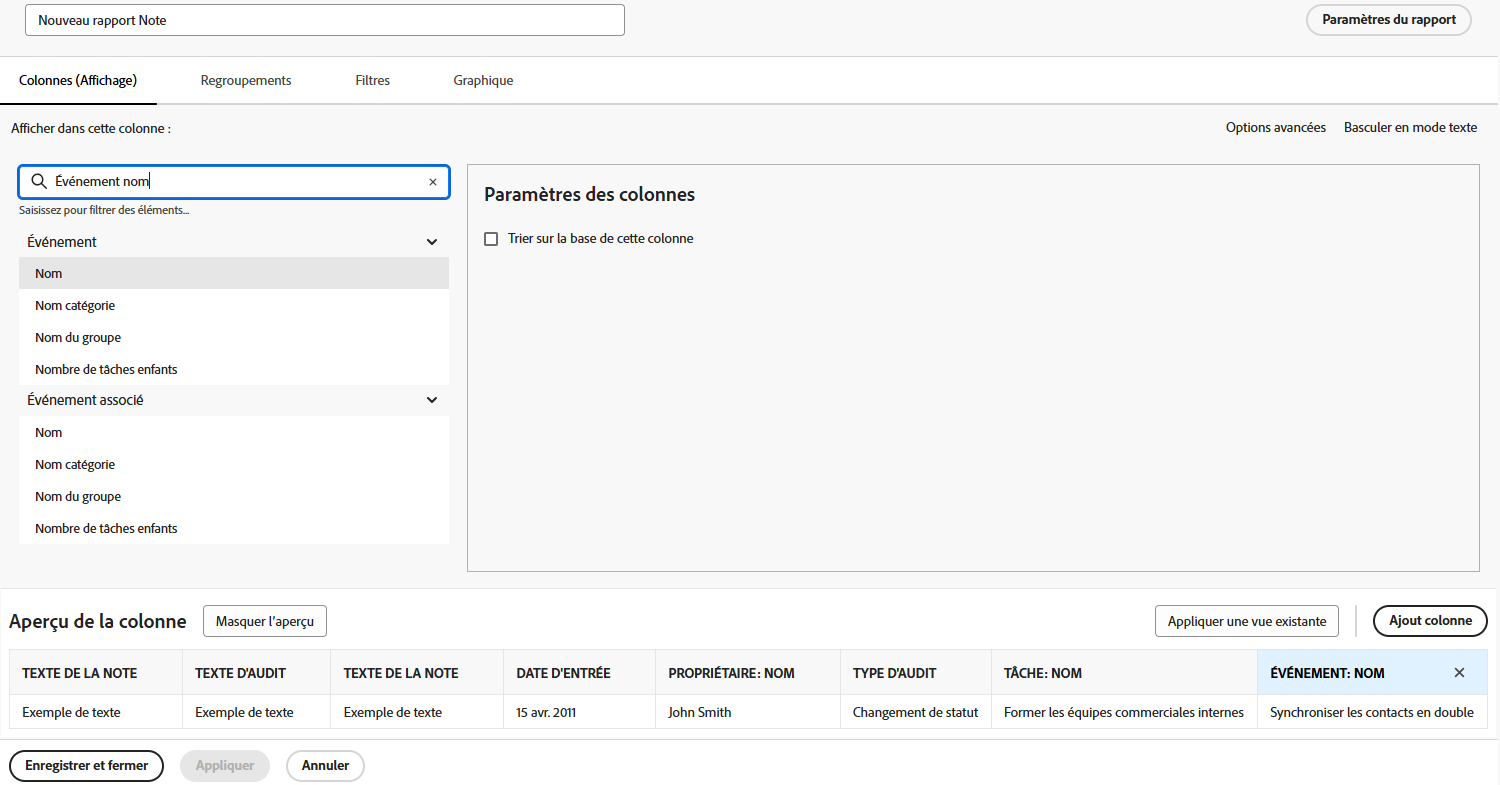 Nouveau rapport Note
Paramètres du rapport
Colonnes (Affichage)
Regroupements
Filtres
Graphique
Afficher dans cette colonne :
Options avancées
Basculer en mode texte
Événement nom
Saisissez pour filtrer des éléments...
Événement
Nom
Nom catégorie
Nom du groupe
Nombre de tâches enfants
Événement associé
Nom
Nom catégorie
Nom du groupe
Nombre de tâches enfants
Paramètres des colonnes
Trier sur la base de cette colonne
Aperçu de la colonne
Masquer l'aperçu
Appliquer une vue existante
Ajout colonne
TEXTE DE LA NOTE
TEXTE D'AUDIT
TEXTE DE LA NOTE
DATE D'ENTRÉE
PROPRIÉTAIRE: NOM
TYPE D'AUDIT
TÂCHE: NOM
ÉVÉNEMENT: NOM
Exemple de texte
Exemple de texte
Exemple de texte
15 avr. 2011
John Smith
Changement de statut
Former les équipes commerciales internes
Synchroniser les contacts en double
Enregistrer et fermer
Appliquer
Annuler